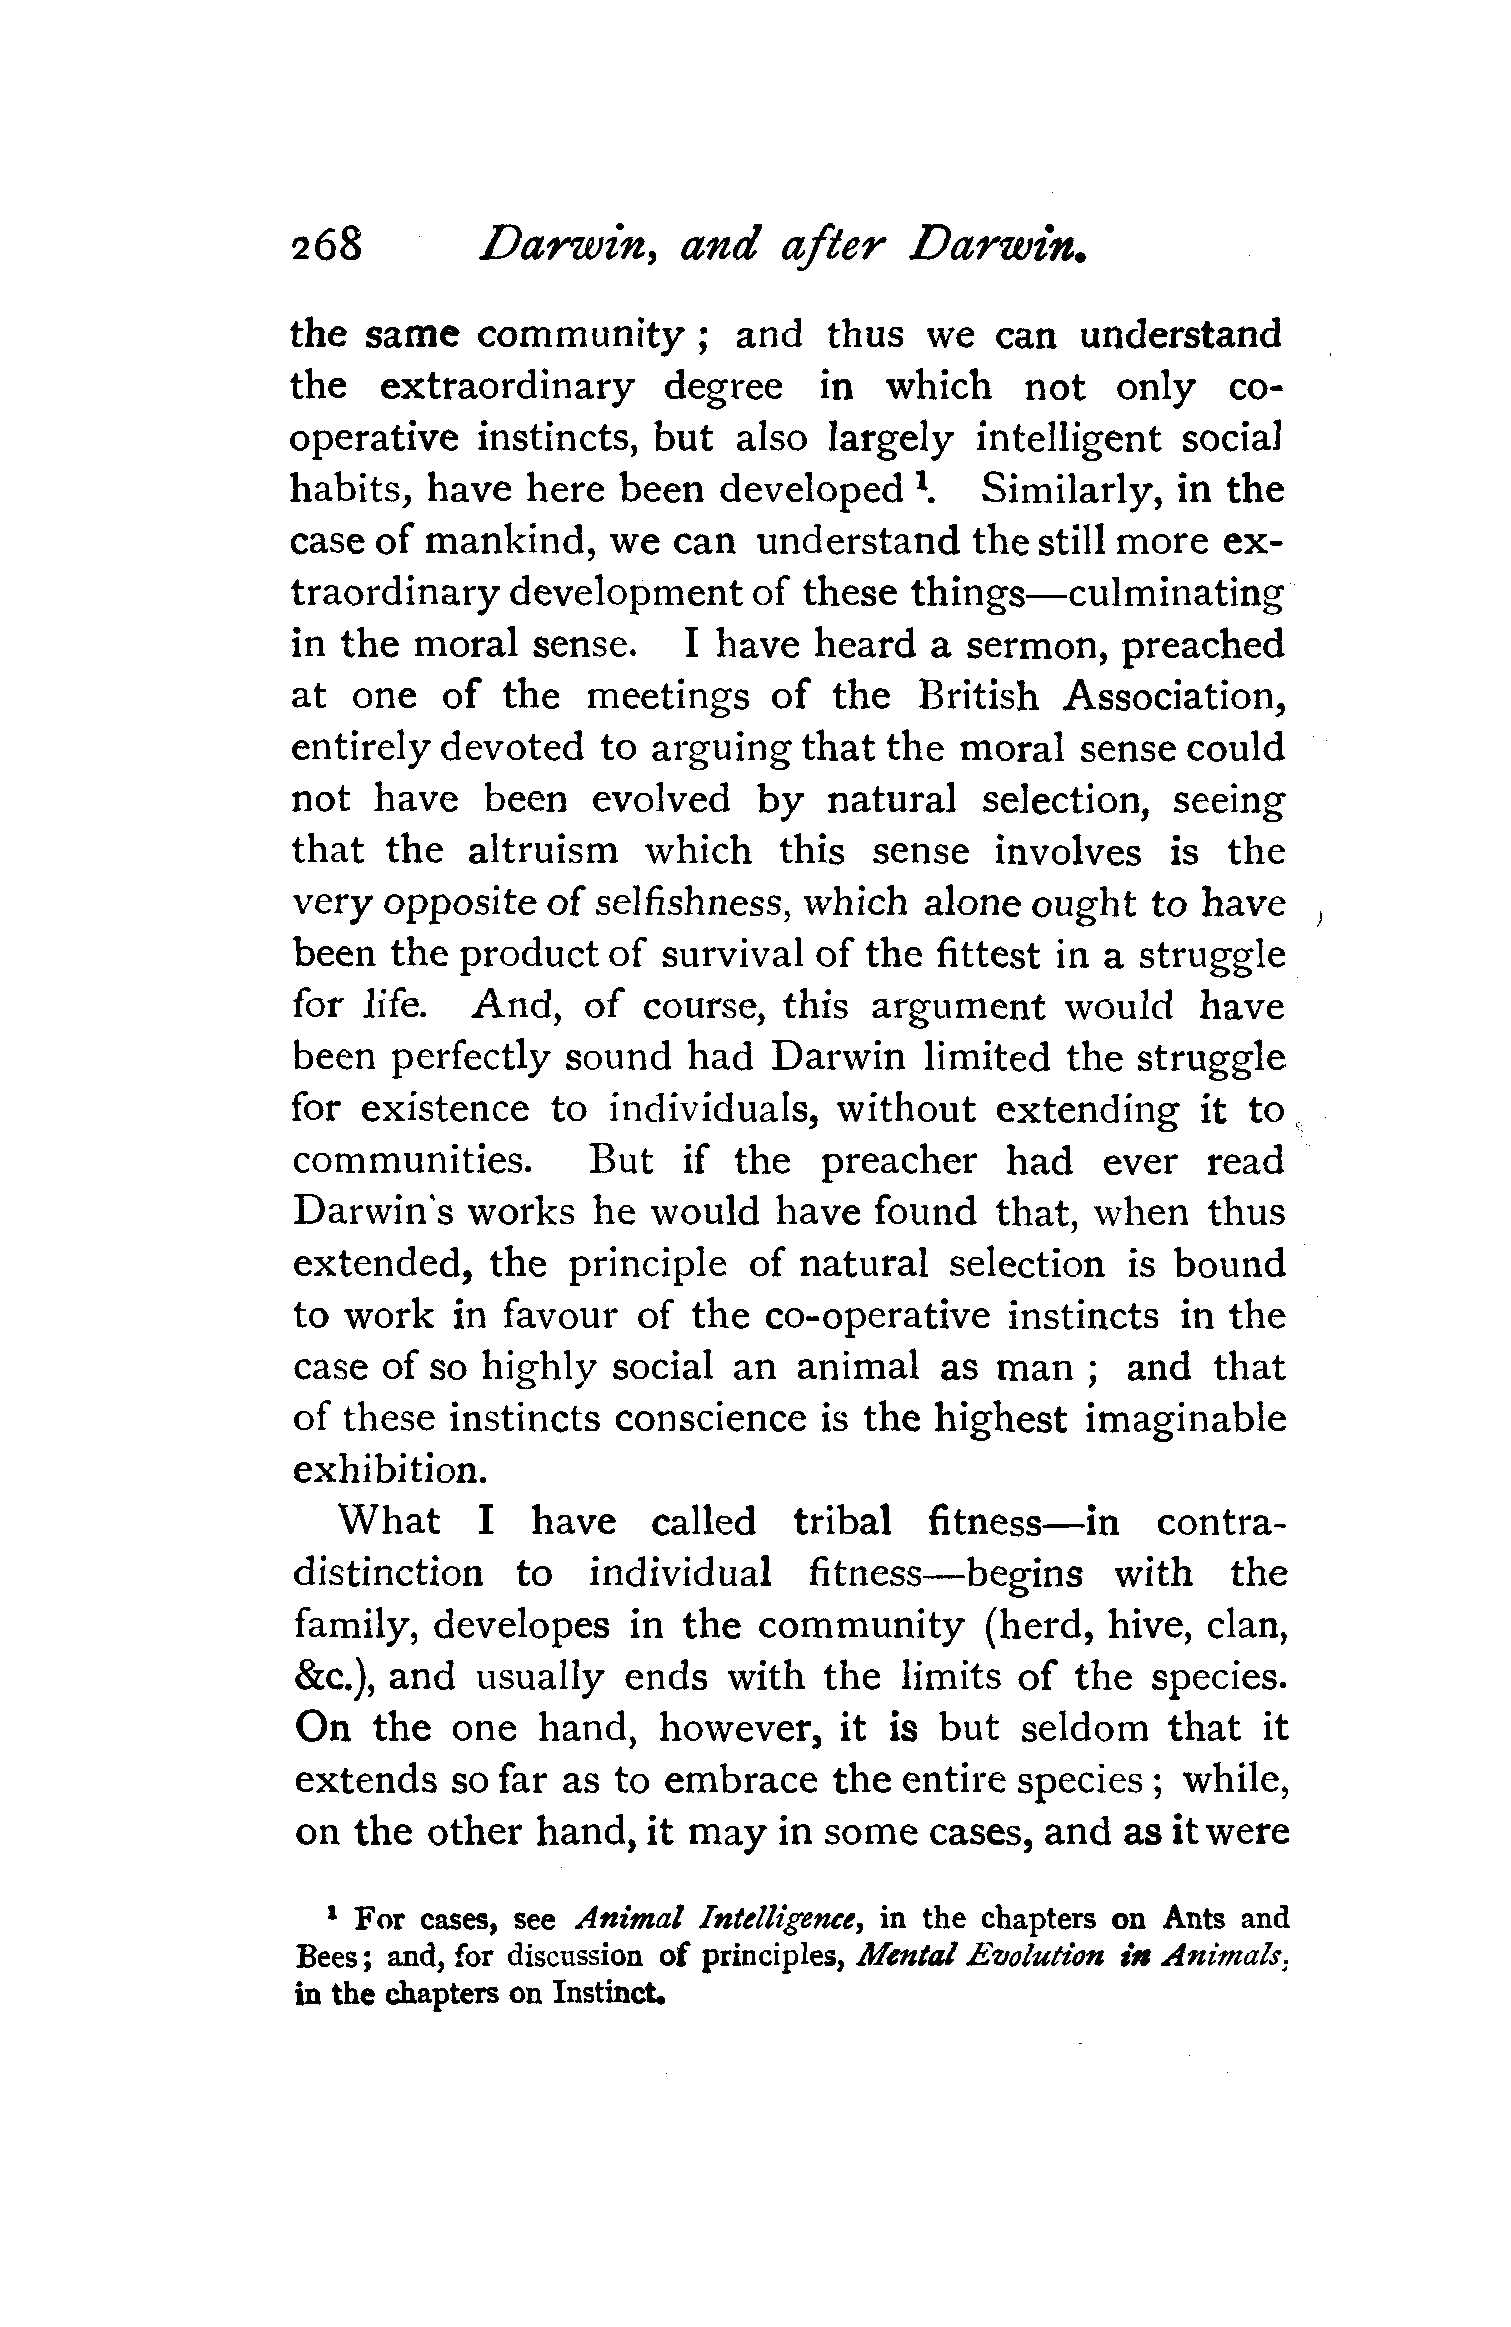 268 Darwin, and after Darwin.
the same community ; and thus we can understand
the extraordinary degree in which not only co-
operative instincts, but also largely intelligent social
habits, have here been developed ¹. Similarly, in the
case of mankind, we can understand the still more ex-
traordinary development of these things—culminating
in the moral sense. I have heard a sermon, preached
at one of the meetings of the British Association,
entirely devoted to arguing that the moral sense could
not have been evolved by natural selection, seeing
that the altruism which this sense involves is the
very opposite of selfishness, which alone ought to have
been the product of survival of the fittest in a struggle
for life. And, of course, this argument would have
been perfectly sound had Darwin limited the struggle
for existence to individuals, without extending it to
communities. But if the preacher had ever read
Darwin's works he would have found that, when thus
extended, the principle of natural selection is bound
to work in favour of the co-operative instincts in the
case of so highly social an animal as man ; and that
of these instincts conscience is the highest imaginable
exhibition.
What I have called tribal fitness—in contra-
distinction to individual fitness—begins with the
family, developes in the community (herd, hive, clan,
&c.), and usually ends with the limits of the species.
On the one hand, however, it is but seldom that it
extends so far as to embrace the entire species ; while,
on the other hand, it may in some cases, and as it were
¹ For cases, see Animal Intelligence, in the chapters on Ants and
Bees; and, for discussion of principles, Mental Evolution in Animals,
in the chapters on Instinct.